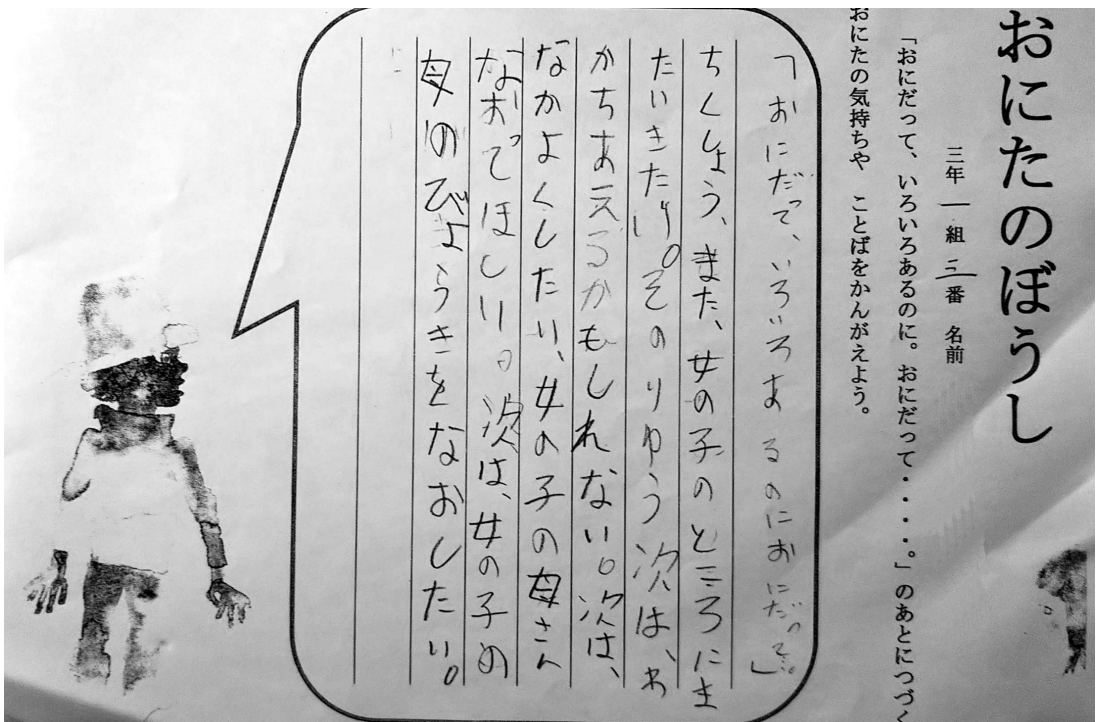 おにたのぼうし
三年 一 組 三 番 名前
「おにだって、いろいろあるのに。おにだって・・・・・。」のあとにつづく
おにたの気持ちや ことばをかんがえよう。
「おにだって、いろいろあるのにおにだって。」
ちくしょう、また、女の子のところにま
たいきたい。そのりゆう次は、わ
かちあえるかもしれない。次は、
なかよくしたい、女の子の母さん
なおってほしい。次は、女の子の
母のびょうきをなおしたい。